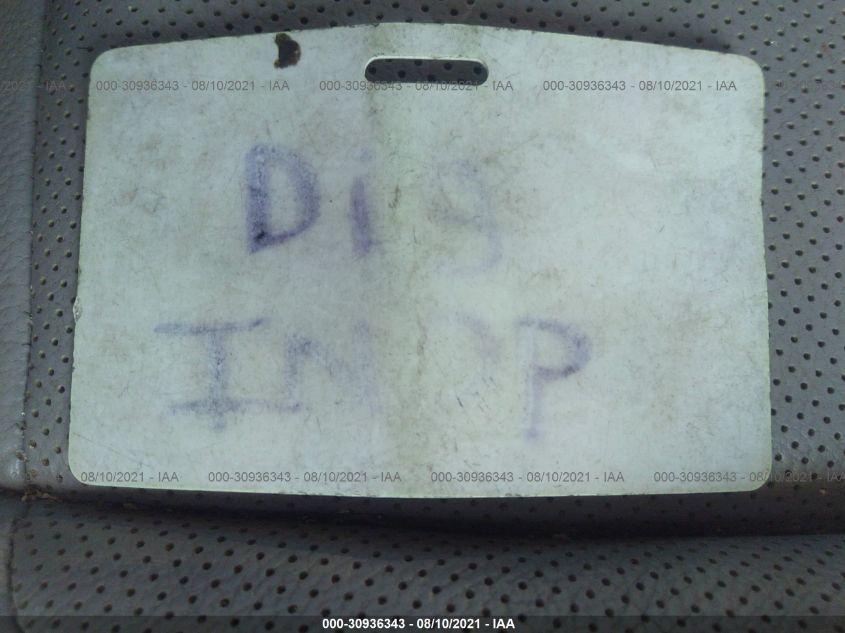 000-30936343 - 08/10/2021 - IAA 000-30936343 - 08/10/2021 - IAA 000-30936343 - 08/10/2021 - IAA
Dig
INOP
08/10/2021 - IAA 000-30936343 - 08/10/2021 - IAA 000-30936343 - 08/10/2021 - IAA 000-30936343 - 08/10/2021 - IAA
000-30936343 - 08/10/2021 - IAA